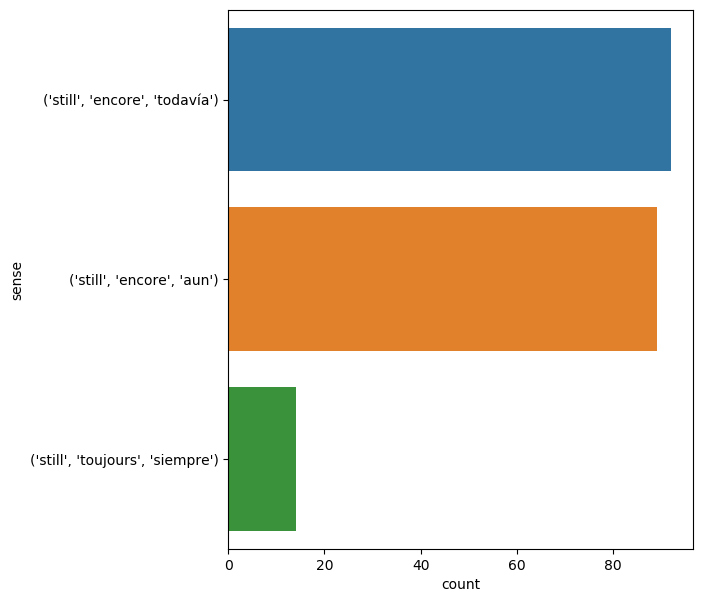 ('still', 'encore', 'todavía')
('still', 'encore', 'aun')
('still', 'toujours', 'siempre')
sense
0 20 40 60 80
count